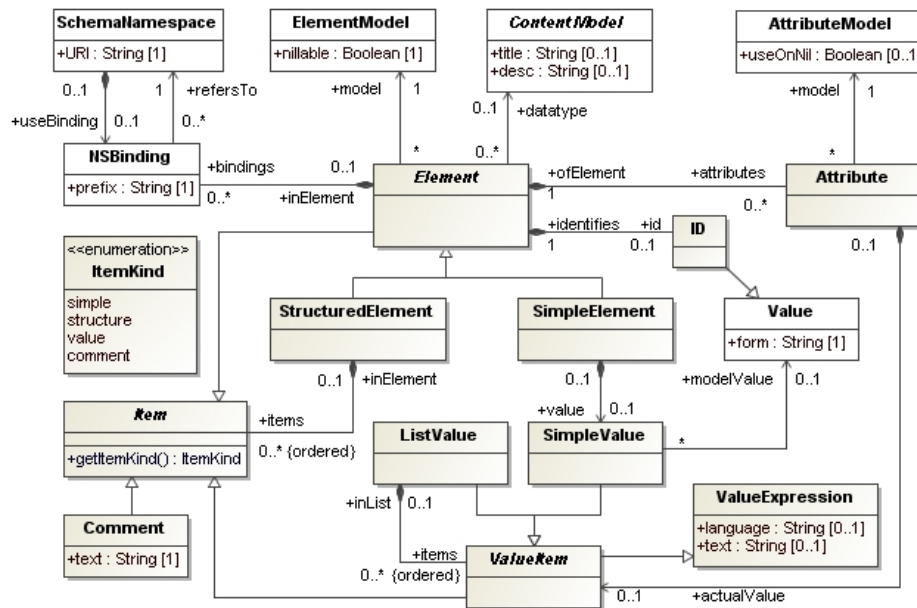 SchemaNamespace
+URI : String [1]
ElementModel
+nillable : Boolean [1]
ContentModel
+title : String [0..1]
+desc : String [0..1]
AttributeModel
+useOnNil : Boolean [0..1]
0..1
1
+refersTo
+useBinding
0..1
0..*
+model
1
*
0..1
+datatype
0..*
+model
1
*
NSBinding
+prefix : String [1]
+bindings
0..1
0..*
+inElement
Element
+ofElement
1
+attributes
0..*
Attribute
0..1
+identifies
1
+id
0..1
ID
<<enumeration>>
ItemKind
simple
structure
value
comment
StructuredElement
SimpleElement
Value
+form : String [1]
0..1
+inElement
0..1
+modelValue
0..1
+value
0..1
Item
+getItemKind() : ItemKind
+items
0..* {ordered}
ListValue
SimpleValue
*
+inList
0..1
Comment
+text : String [1]
ValueExpression
+language : String [0..1]
+text : String [0..1]
+items
0..* {ordered}
ValueItem
0..1
+actualValue